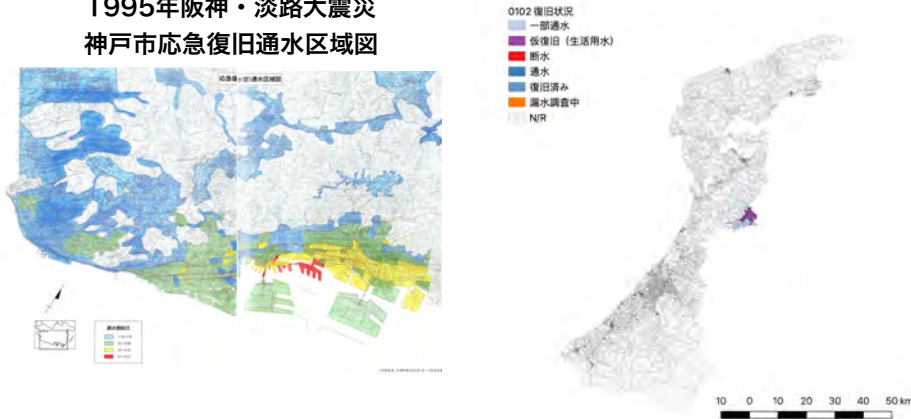 1995年阪神・淡路大震災
神戸市応急復旧通水区域図
0102 復旧状況
一部通水
仮復旧（生活用水）
断水
通水
復旧済み
漏水調査中
N/R
10 0 10 20 30 40 50 km